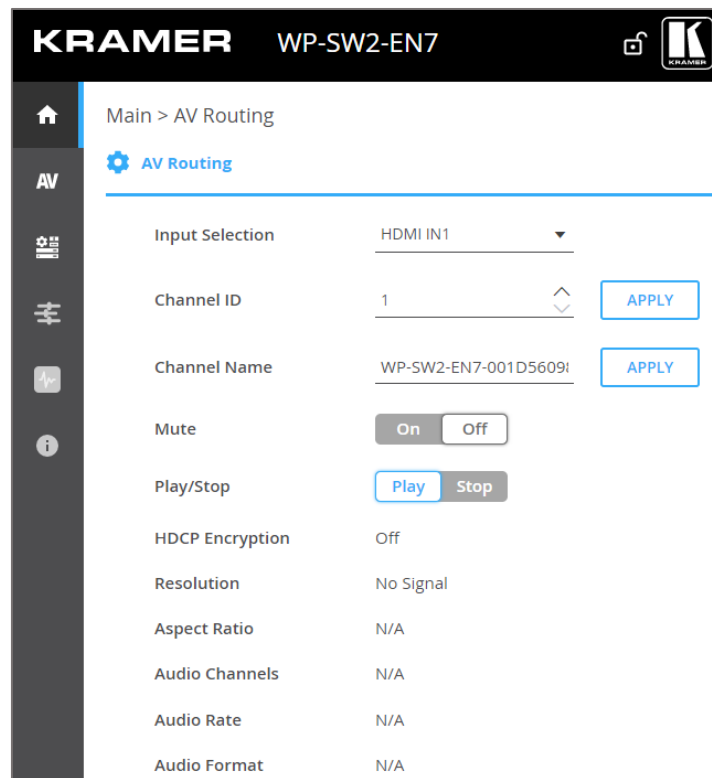 KRAMER WP-SW2-EN7
KRAMER
Main > AV Routing
AV Routing
AV
Input Selection HDMI IN1
Channel ID 1 APPLY
Channel Name WP-SW2-EN7-001D5609 APPLY
Mute On Off
Play/Stop Play Stop
HDCP Encryption Off
Resolution No Signal
Aspect Ratio N/A
Audio Channels N/A
Audio Rate N/A
Audio Format N/A